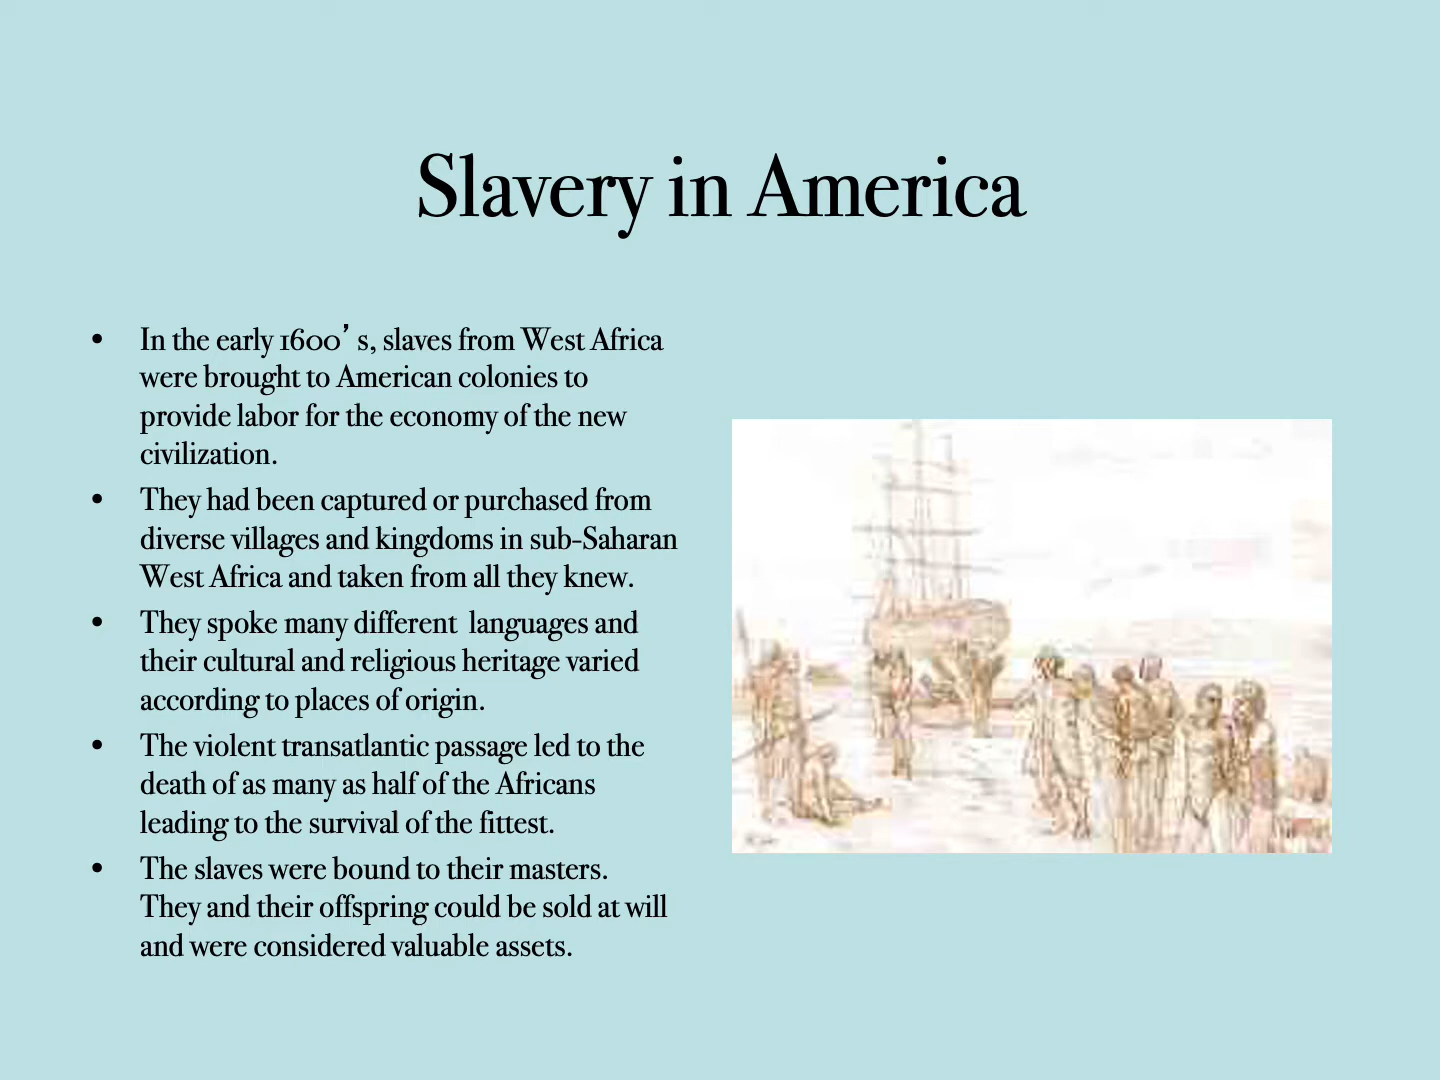 Slavery in America
• In the early 1600’s, slaves from West Africa
were brought to American colonies to
provide labor for the economy of the new
civilization.
• They had been captured or purchased from
diverse villages and kingdoms in sub-Saharan
West Africa and taken from all they knew.
• They spoke many different  languages and
their cultural and religious heritage varied
according to places of origin.
• The violent transatlantic passage led to the
death of as many as half of the Africans
leading to the survival of the fittest.
• The slaves were bound to their masters.
They and their offspring could be sold at will
and were considered valuable assets.